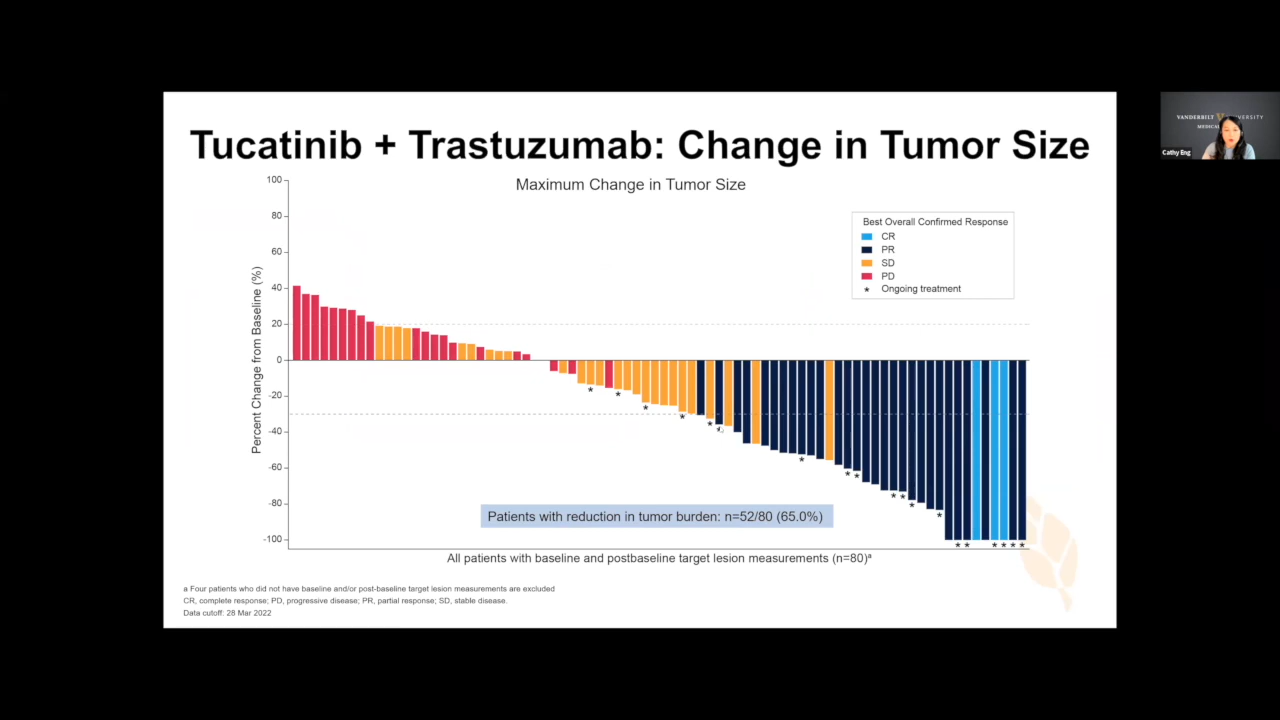 Tucatinib + Trastuzumab: Change in Tumor Size
Maximum Change in Tumor Size
Percent Change from Baseline (%)
100
80
60
40
20
0
-20
-40
-60
-80
-100
Best Overall Confirmed Response
CR
PR
SD
PD
* Ongoing treatment
Patients with reduction in tumor burden: n=52/80 (65.0%)
All patients with baseline and postbaseline target lesion measurements (n=80)ª
a Four patients who did not have baseline and/or post-baseline target lesion measurements are excluded
CR, complete response; PD, progressive disease; PR, partial response; SD, stable disease.
Data cutoff: 28 Mar 2022
VANDERBILT
VERSITY
MEDICAL
Cathy Eng